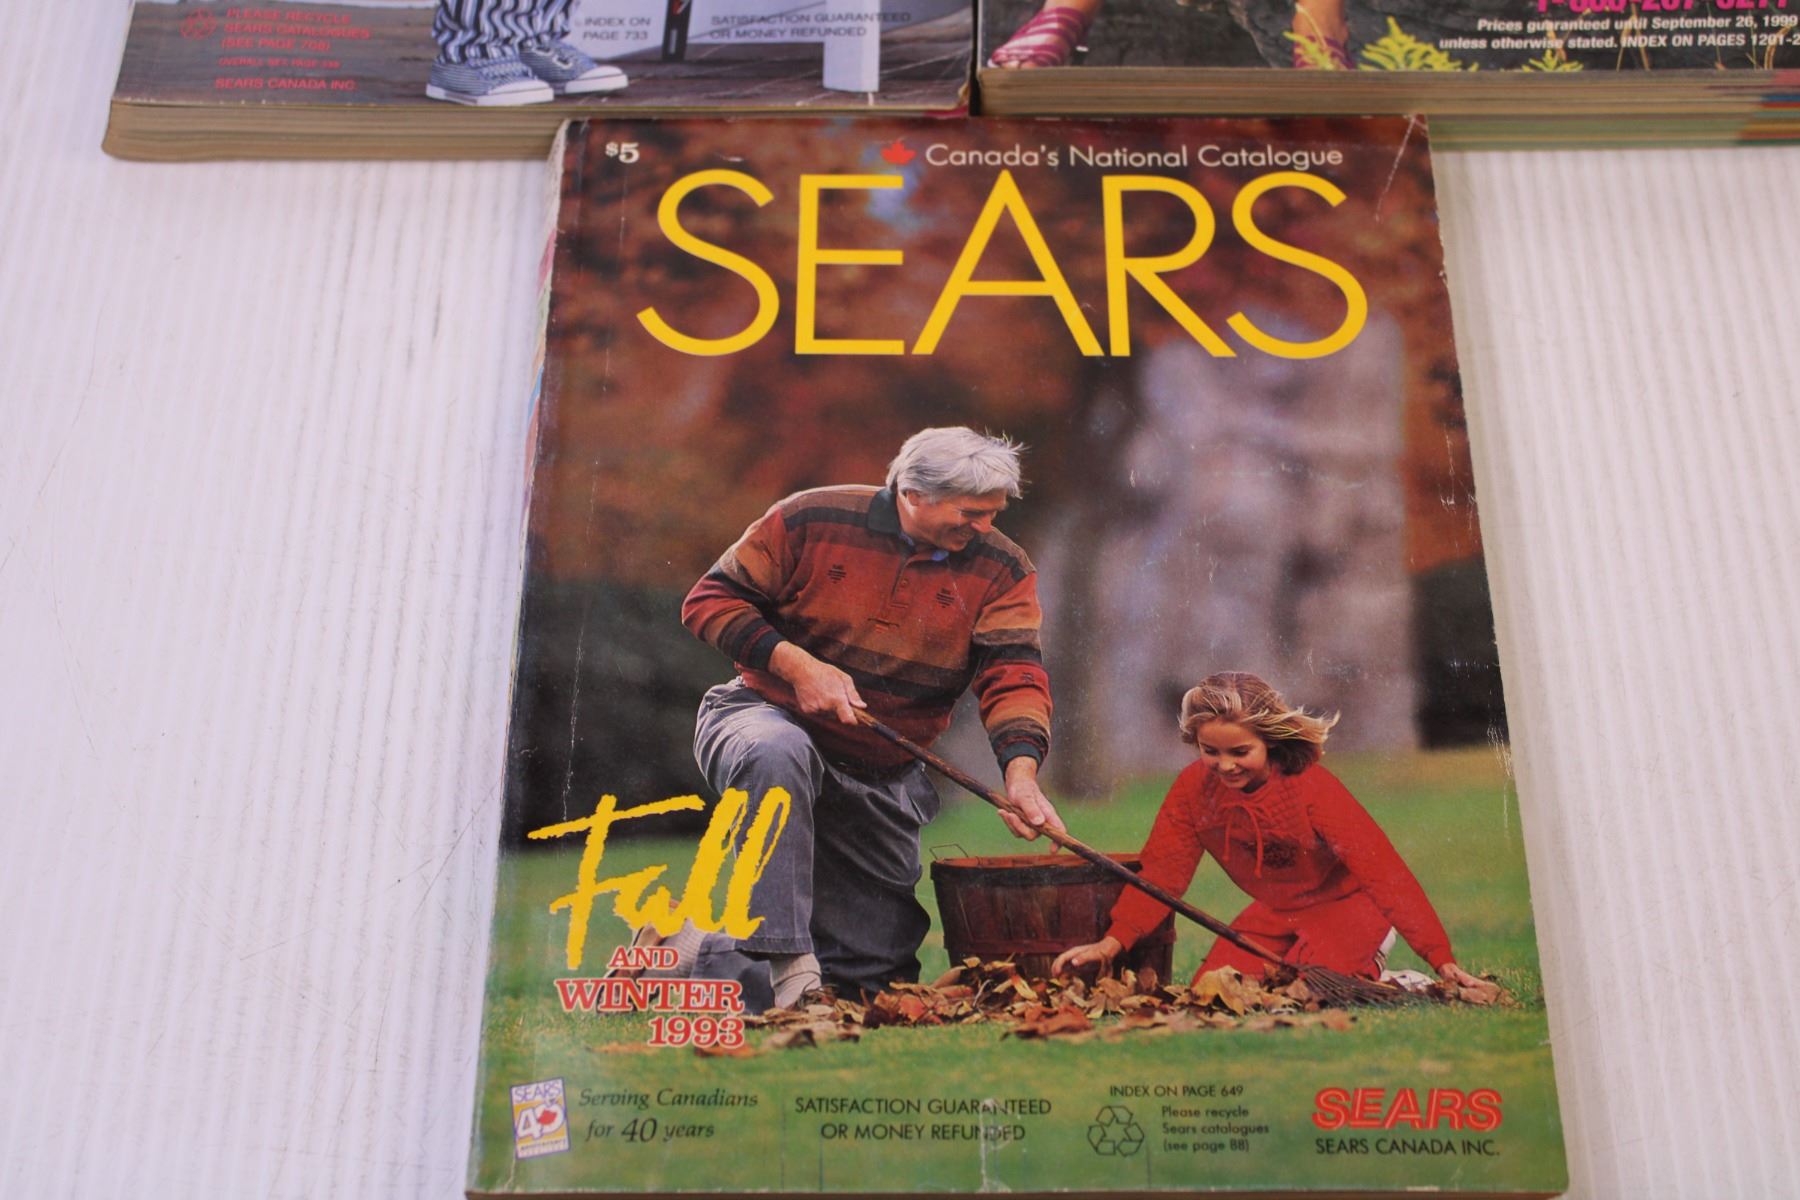 PLEASE RECYCLE
SEARS CATALOGUES
(SEE PAGE 708)
SEARS CANADA INC.
INDEX ON
PAGE 733
SATISFACTION GUARANTEED
OR MONEY REFUNDED
Prices guaranteed until September 26, 1999
unless otherwise stated. INDEX ON PAGES 1201-
$5
Canada's National Catalogue
SEARS
Fall
AND
WINTER
1993
SEARS
40
Serving Canadians
for 40 years
SATISFACTION GUARANTEED
OR MONEY REFUNDED
INDEX ON PAGE 649
Please recycle
Sears catalogues
(see page 88)
SEARS
SEARS CANADA INC.